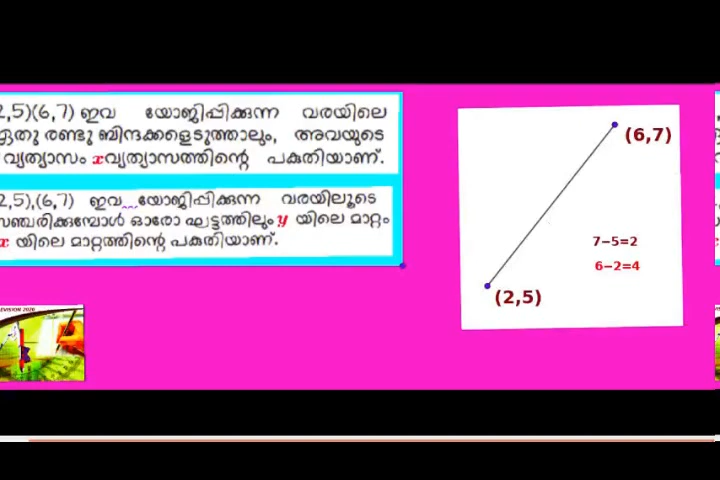 2,5)(6,7) ഇവ യോജിപ്പിക്കുന്ന വരയിലെ
ഏതു രണ്ടു ബിന്ദുക്കളെടുത്താലും, അവയുടെ
വ്യത്യാസം x വ്യത്യാസത്തിന്റെ പകുതിയാണ്.
2,5),(6,7) ഇവ യോജിപ്പിക്കുന്ന വരയിലൂടെ
സഞ്ചരിക്കുമ്പോൾ ഓരോ ഘട്ടത്തിലും y യിലെ മാറ്റം
x യിലെ മാറ്റത്തിന്റെ പകുതിയാണ്.
(6,7)
7−5=2
6−2=4
(2,5)